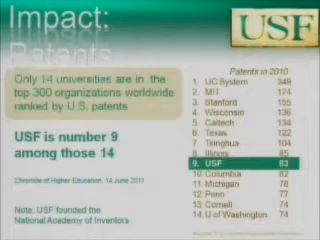 Impact:
Patents
USF
Only 14 universities are in the
top 300 organizations worldwide
ranked by U.S. patents
USF is number 9
among those 14
Chronicle of Higher Education, 14 June 2011
Note: USF founded the
National Academy of Inventors
Patents in 2010
1. UC System 349
2. MIT 174
3. Stanford 155
4. Wisconsin 136
5. Caltech 134
6. Texas 122
7. Tsinghua 104
8. Illinois 85
9. USF 83
10. Columbia 82
11. Michigan 78
12. Penn 77
13. Cornell 74
14. U of Washington 74